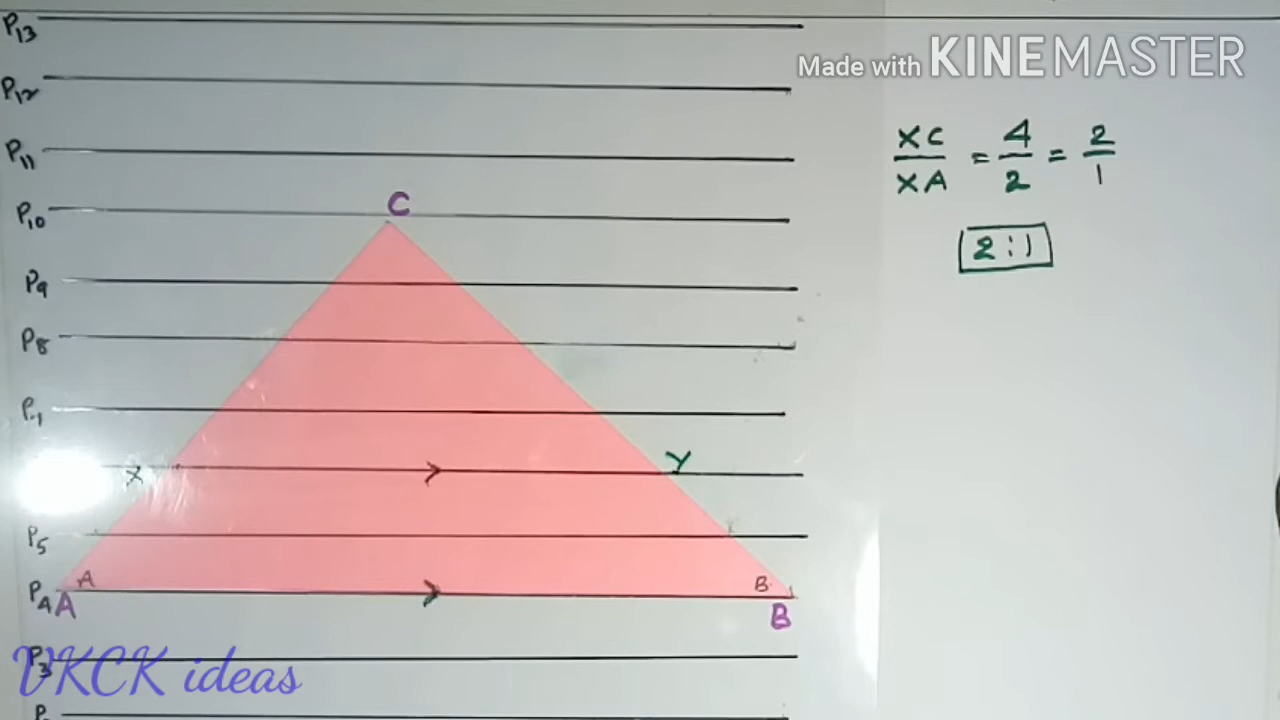 P13
Made with KINEMASTER
P12
XC/XA = 4/2 = 2/1
P11
C
P10
2:1
P9
P8
X
Y
P5
A
B
P4
A
B
P3
VKCK ideas